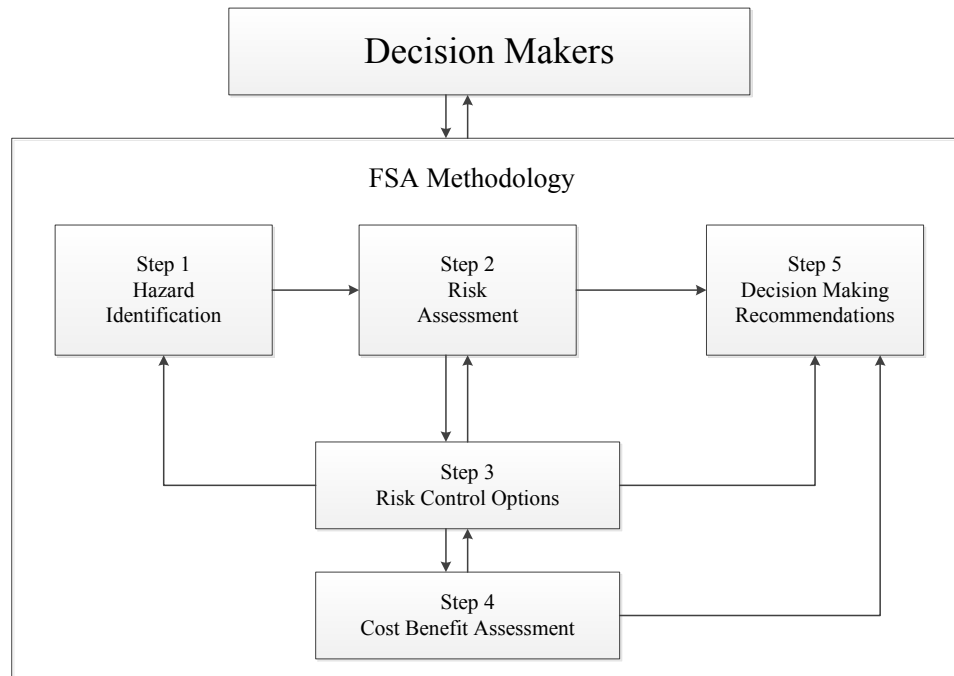 Decision Makers
FSA Methodology
Step 1
Hazard
Identification
Step 2
Risk
Assessment
Step 5
Decision Making
Recommendations
Step 3
Risk Control Options
Step 4
Cost Benefit Assessment